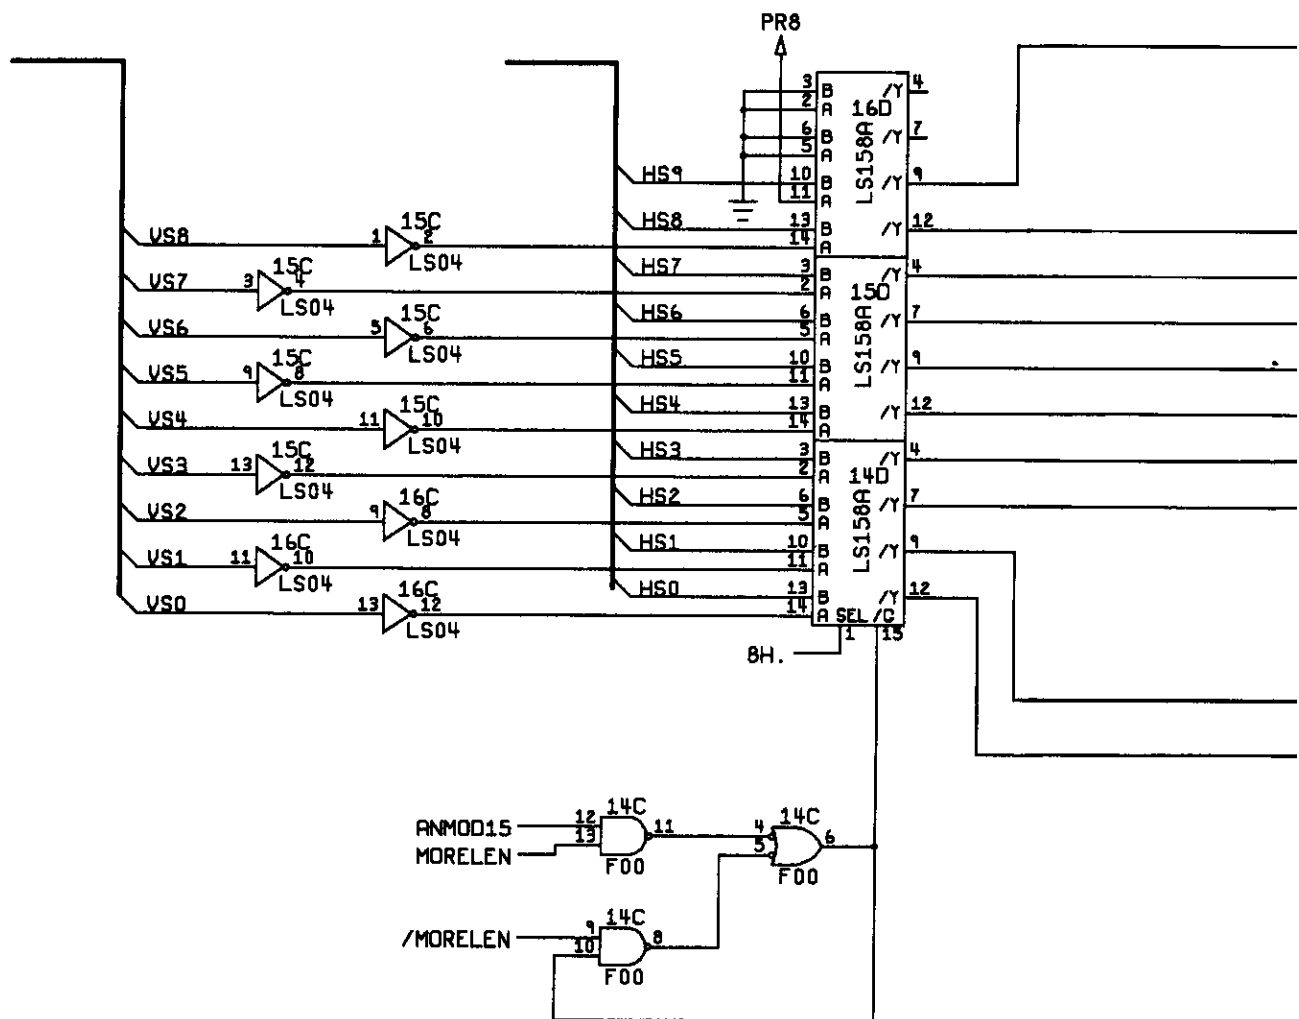 PR8
3 B /Y 4
2 A 16D
6 B /Y 7
5 A
LS158A
HS9 10 B /Y 9
11 A
HS8 13 B /Y 12
14 A
VS8 1 15C 2 LS04
HS7 3 B /Y 4
2 A 15D
VS7 3 15C 4 LS04
HS6 6 B /Y 7
5 A
LS158A
VS6 5 15C 6 LS04
HS5 10 B /Y 9
11 A
VS5 9 15C 8 LS04
HS4 13 B /Y 12
14 A
VS4 11 15C 10 LS04
HS3 3 B /Y 4
2 A 14D
VS3 13 15C 12 LS04
HS2 6 B /Y 7
5 A
LS158A
VS2 9 16C 8 LS04
HS1 10 B /Y 9
11 A
VS1 11 16C 10 LS04
HS0 13 B /Y 12
14 A SEL /G
VS0 13 16C 12 LS04
1 15
8H.
14C
ANMOD15 12 11
MORELEN 13
F00
14C
4 6
5
F00
14C
/MORELEN 9 8
10
F00